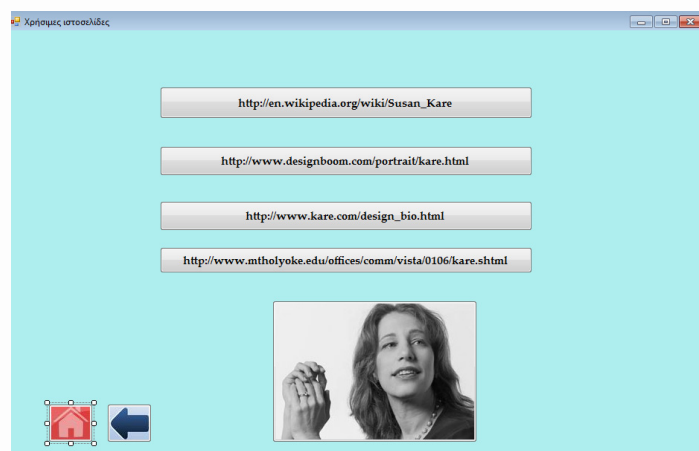 Χρήσιμες ιστοσελίδες
http://en.wikipedia.org/wiki/Susan_Kare
http://www.designboom.com/portrait/kare.html
http://www.kare.com/design_bio.html
http://www.mtholyoke.edu/offices/comm/vista/0106/kare.shtml